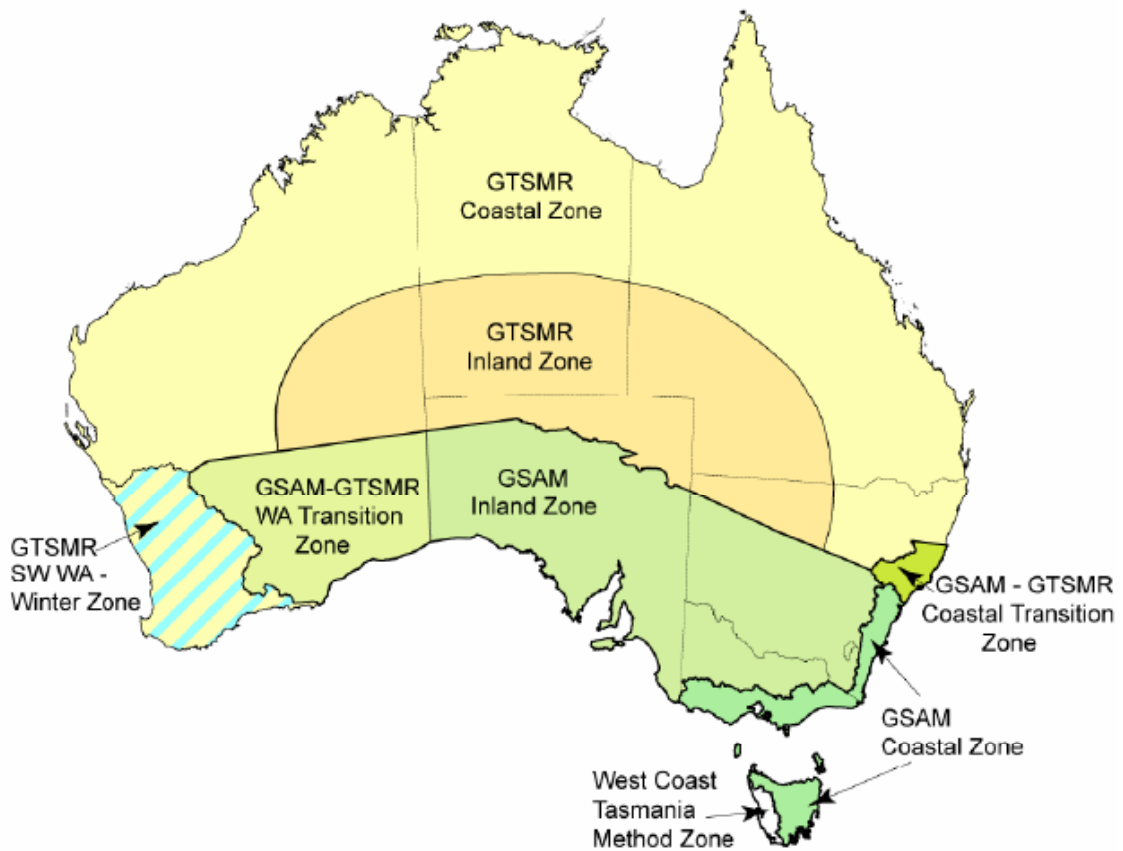 GTSMR
Coastal Zone
GTSMR
Inland Zone
GSAM-GTSMR
WA Transition
Zone
GSAM
Inland Zone
GTSMR
SW WA -
Winter Zone
GSAM - GTSMR
Coastal Transition
Zone
GSAM
Coastal Zone
West Coast
Tasmania
Method Zone